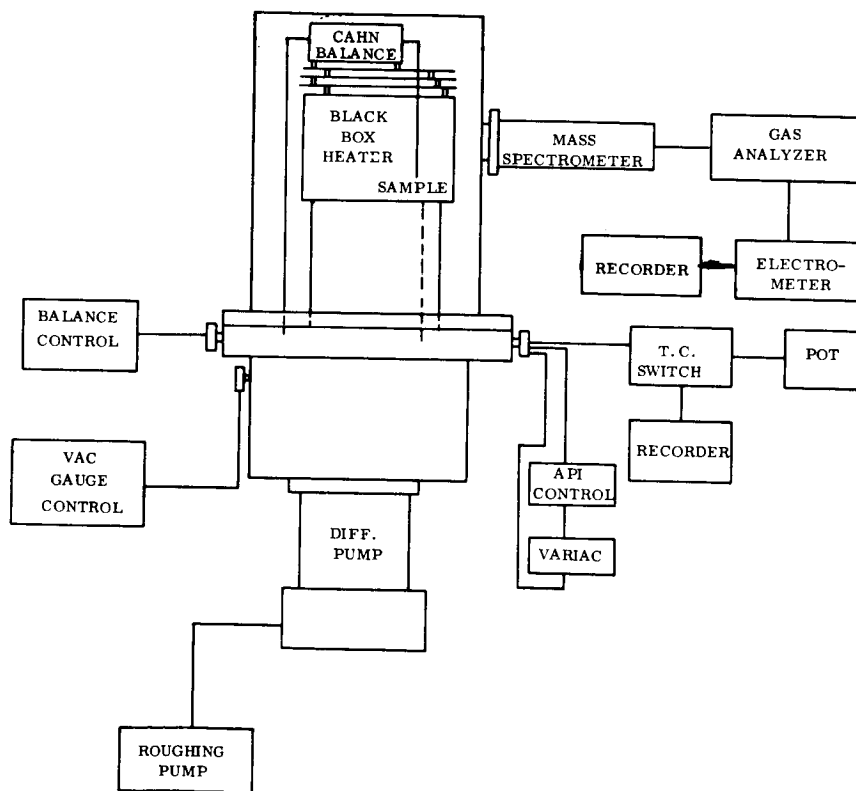 CAHN
BALANCE
BLACK
BOX
HEATER
SAMPLE
MASS
SPECTROMETER
GAS
ANALYZER
RECORDER
ELECTRO-
METER
BALANCE
CONTROL
T. C.
SWITCH
POT
RECORDER
VAC
GAUGE
CONTROL
API
CONTROL
VARIAC
DIFF.
PUMP
ROUGHING
PUMP